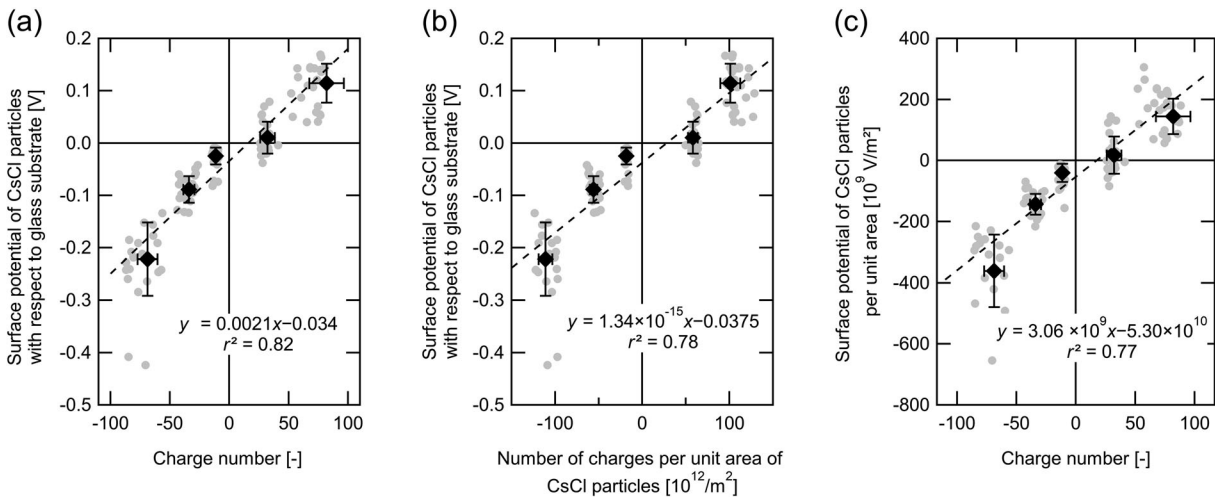 (a)
Surface potential of CsCl particles
with respect to glass substrate [V]
0.2
0.1
0.0
-0.1
-0.2
-0.3
-0.4
-0.5
y = 0.0021x−0.034
r² = 0.82
-100 -50 0 50 100
Charge number [-]
(b)
Surface potential of CsCl particles
with respect to glass substrate [V]
0.2
0.1
0.0
-0.1
-0.2
-0.3
-0.4
-0.5
y = 1.34×10⁻¹⁵x−0.0375
r² = 0.78
-100 0 100
Number of charges per unit area of
CsCl particles [10¹²/m²]
(c)
Surface potential of CsCl particles
per unit area [10⁹ V/m²]
400
200
0
-200
-400
-600
-800
y = 3.06 ×10⁹x−5.30×10¹⁰
r² = 0.77
-100 -50 0 50 100
Charge number [-]